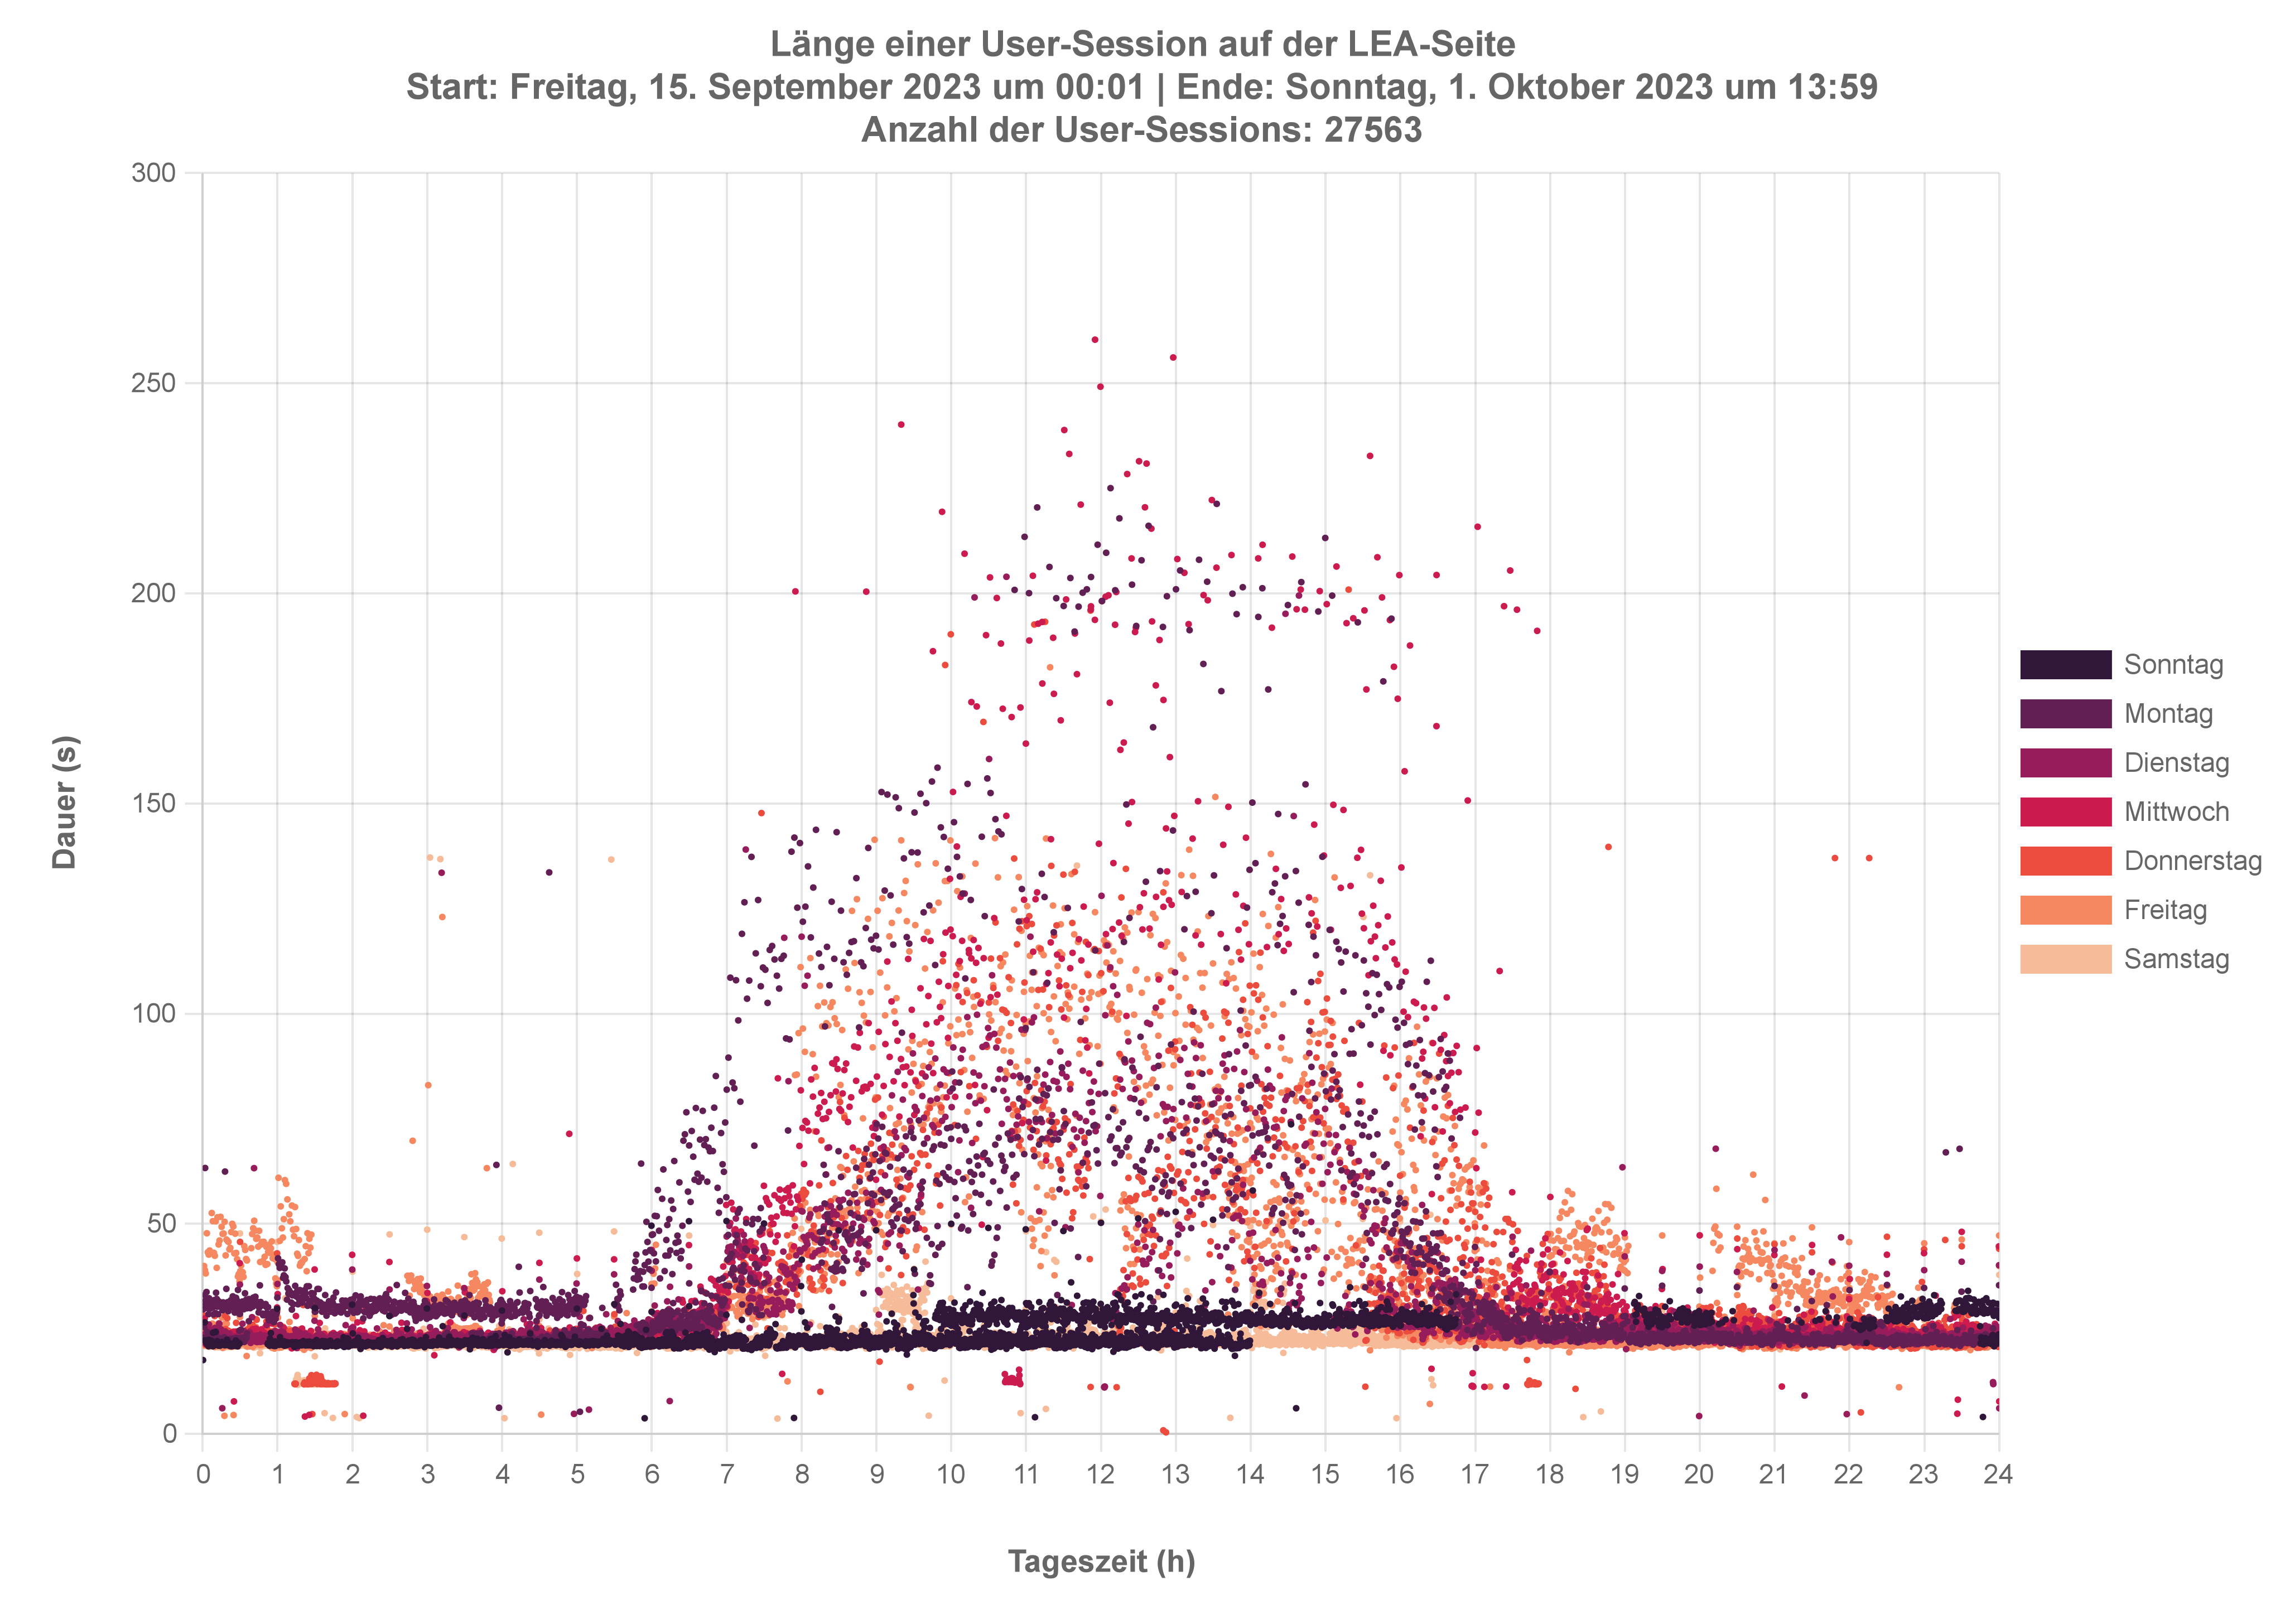 Länge einer User-Session auf der LEA-Seite
Start: Freitag, 15. September 2023 um 00:01 | Ende: Sonntag, 1. Oktober 2023 um 13:59
Anzahl der User-Sessions: 27563
300
250
200
150
100
50
0
Dauer (s)
0 1 2 3 4 5 6 7 8 9 10 11 12 13 14 15 16 17 18 19 20 21 22 23 24
Tageszeit (h)
Sonntag
Montag
Dienstag
Mittwoch
Donnerstag
Freitag
Samstag